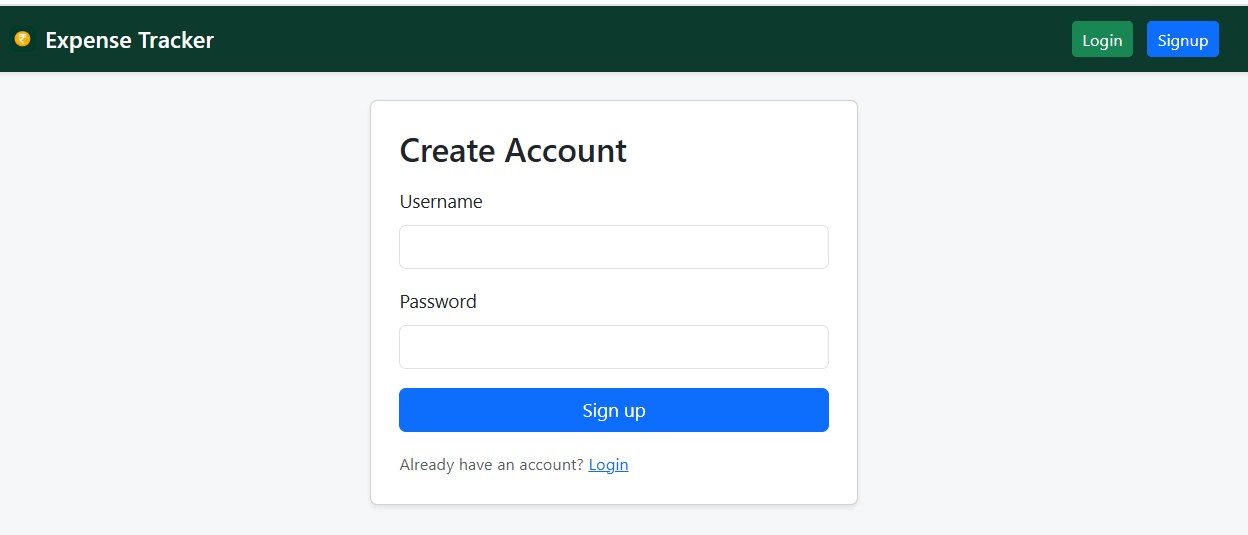 Expense Tracker Login Signup
Create Account
Username
Password
Sign up
Already have an account? Login